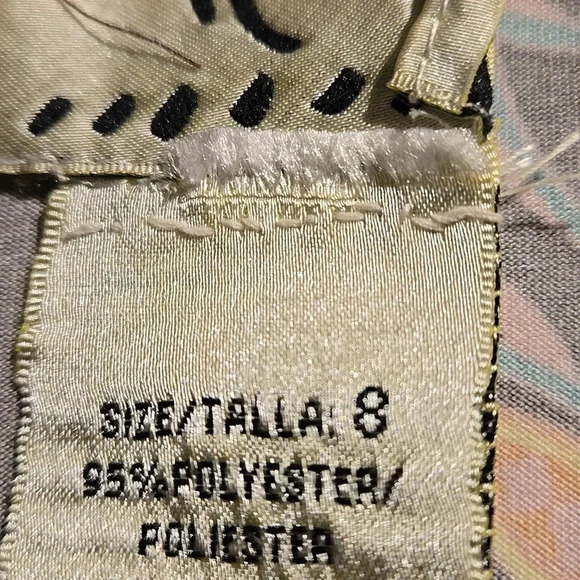 SIZE/TALLA: 8
95% POLYESTER/
POLIESTER